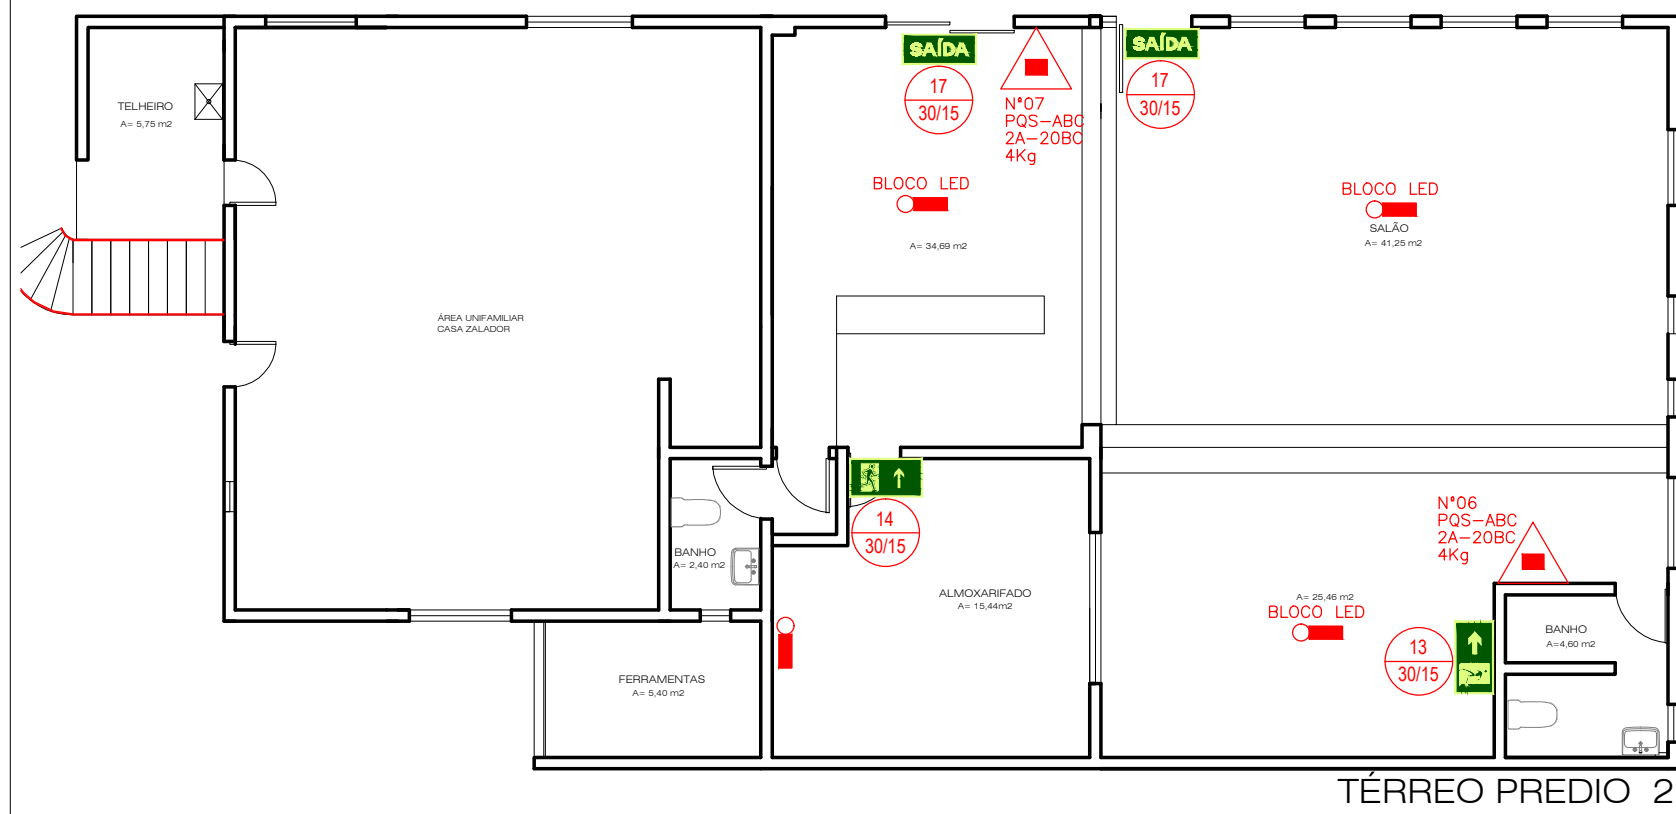 TELHEIRO
A= 5,75 m2
ÁREA UNIFAMILIAR
CASA ZALADOR
SAÍDA
17
30/15
N°07
PQS-ABC
2A-20BC
4Kg
BLOCO LED
A= 34,69 m2
SAÍDA
17
30/15
BLOCO LED
SALÃO
A= 41,25 m2
14
30/15
BANHO
A= 2,40 m2
ALMOXARIFADO
A= 15,44m2
FERRAMENTAS
A= 5,40 m2
N°06
PQS-ABC
2A-20BC
4Kg
A= 25,46 m2
BLOCO LED
13
30/15
BANHO
A=4,60 m2
TÉRREO PREDIO 2